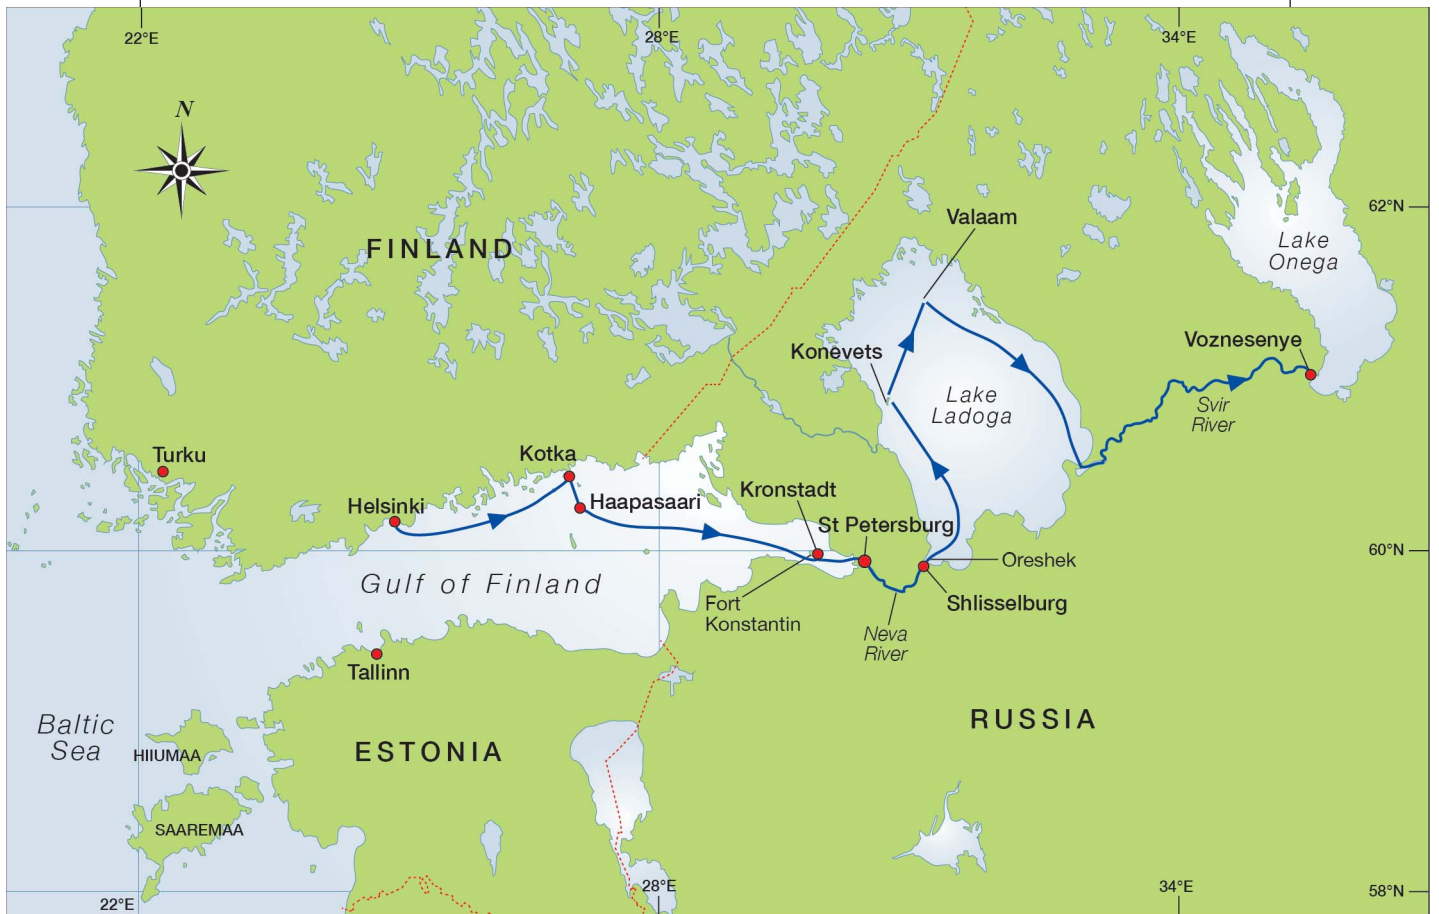 22°E
28°E
34°E
N
62°N
Valaam
FINLAND
Lake
Onega
Voznesenye
Konevets
Lake
Ladoga
Svir
River
Turku
Kotka
Kronstadt
Helsinki
Haapasaari
St Petersburg
60°N
Oreshek
Gulf of Finland
Fort
Konstantin
Shlisselburg
Neva
River
Tallinn
Baltic
Sea
RUSSIA
HIIUMAA
ESTONIA
SAAREMAA
28°E
34°E
58°N
22°E